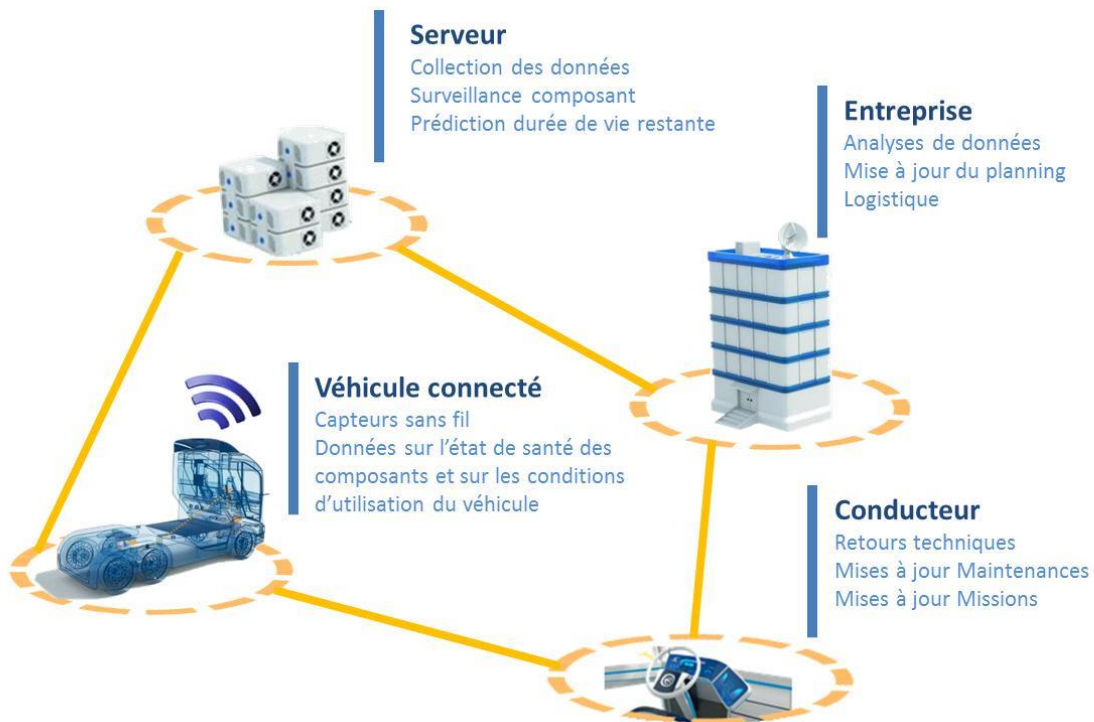 Serveur
Collection des données
Surveillance composant
Prédiction durée de vie restante
Entreprise
Analyses de données
Mise à jour du planning
Logistique
Véhicule connecté
Capteurs sans fil
Données sur l'état de santé des
composants et sur les conditions
d'utilisation du véhicule
Conducteur
Retours techniques
Mises à jour Maintenances
Mises à jour Missions